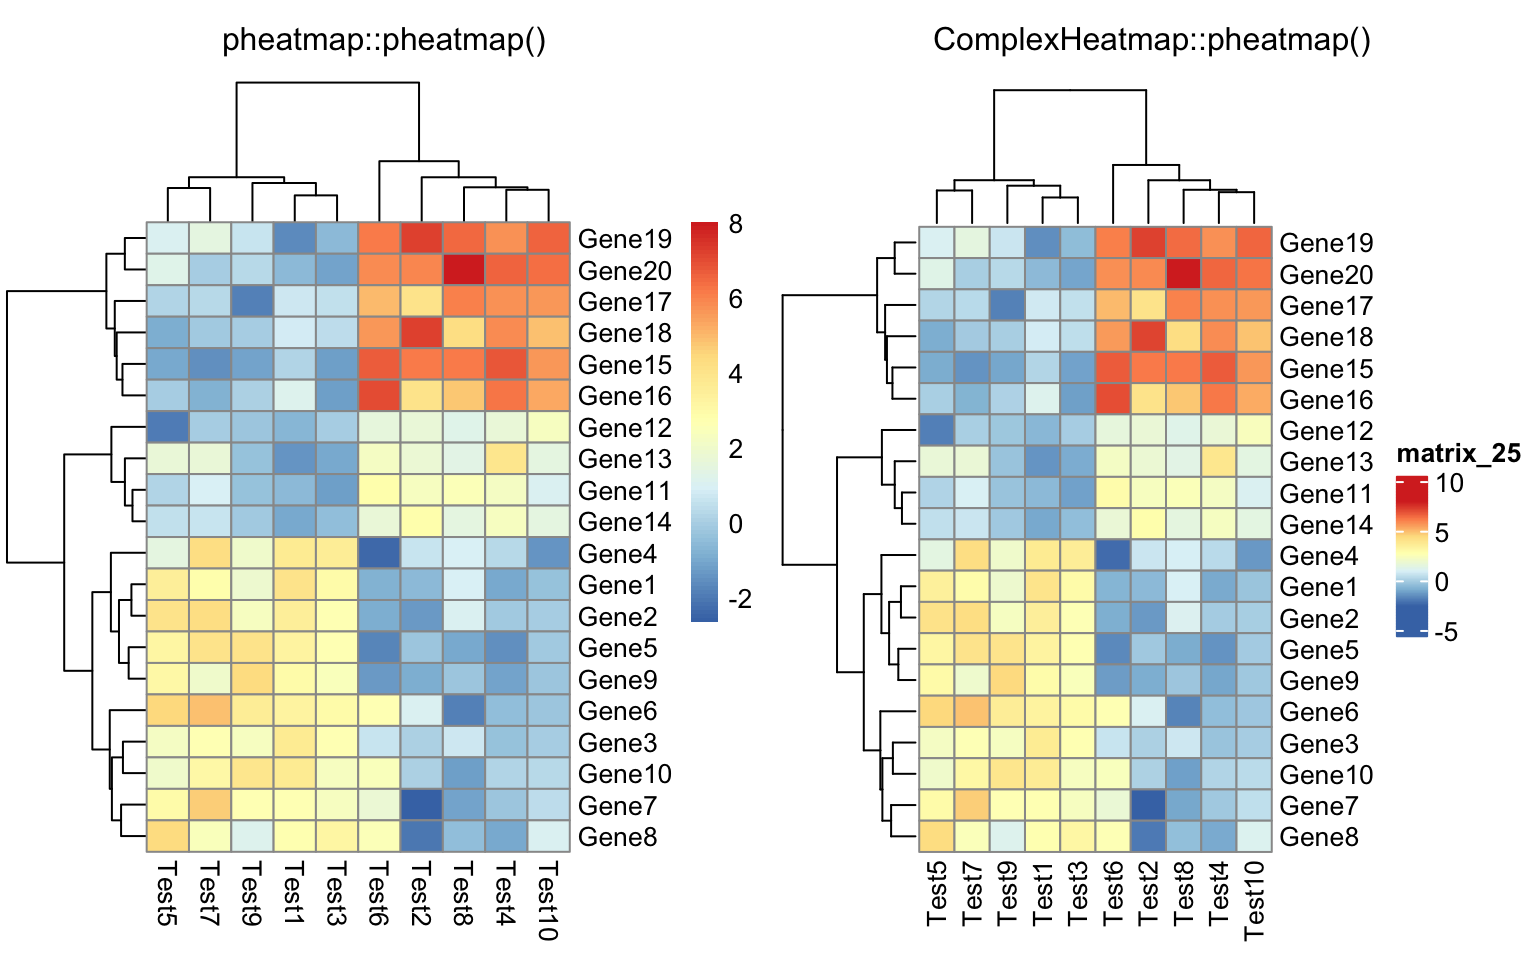 pheatmap::pheatmap()
Gene19
Gene20
Gene17
Gene18
Gene15
Gene16
Gene12
Gene13
Gene11
Gene14
Gene4
Gene1
Gene2
Gene5
Gene9
Gene6
Gene3
Gene10
Gene7
Gene8
Test5
Test7
Test9
Test1
Test3
Test6
Test2
Test8
Test4
Test10
8
6
4
2
0
-2
ComplexHeatmap::pheatmap()
Gene19
Gene20
Gene17
Gene18
Gene15
Gene16
Gene12
Gene13
Gene11
Gene14
Gene4
Gene1
Gene2
Gene5
Gene9
Gene6
Gene3
Gene10
Gene7
Gene8
Test5
Test7
Test9
Test1
Test3
Test6
Test2
Test8
Test4
Test10
matrix_25
10
5
0
-5